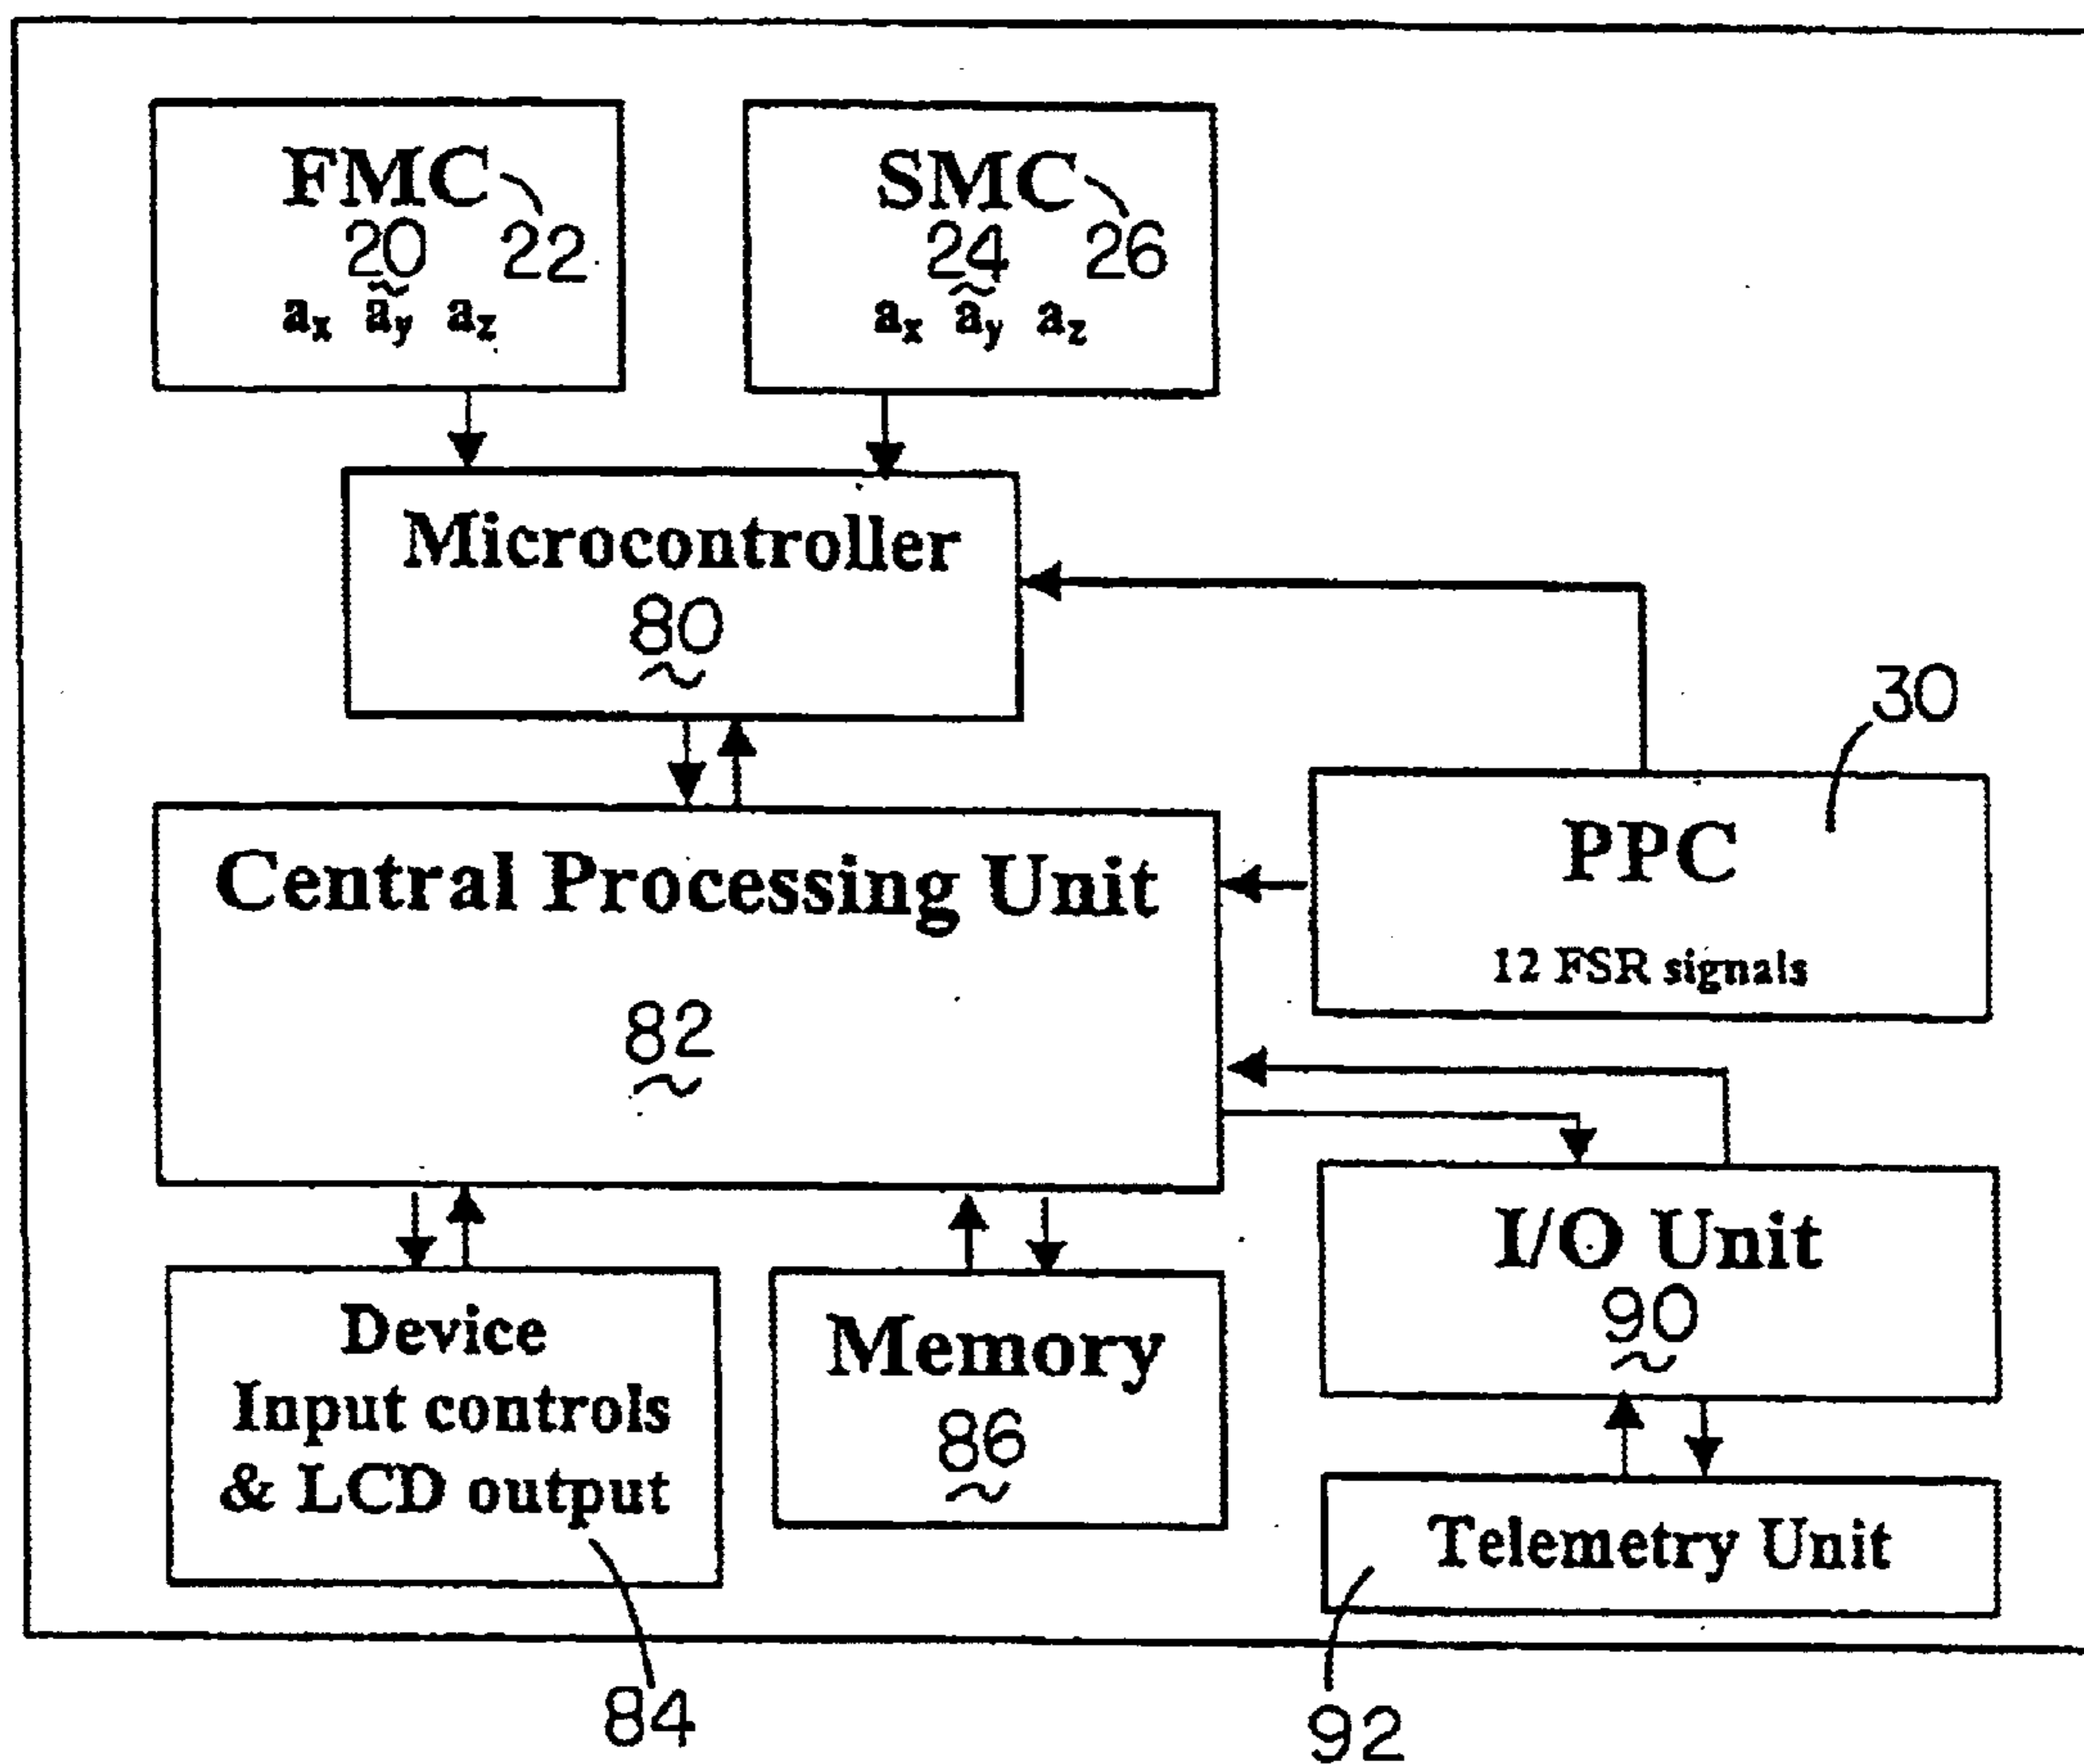 FMC
20 22
ax ay az
SMC
24 26
ax ay az
Microcontroller
80
30
PPC
12 FSR signals
Central Processing Unit
82
I/O Unit
90
Device
Input controls
& LCD output
Memory
86
Telemetry Unit
84
92